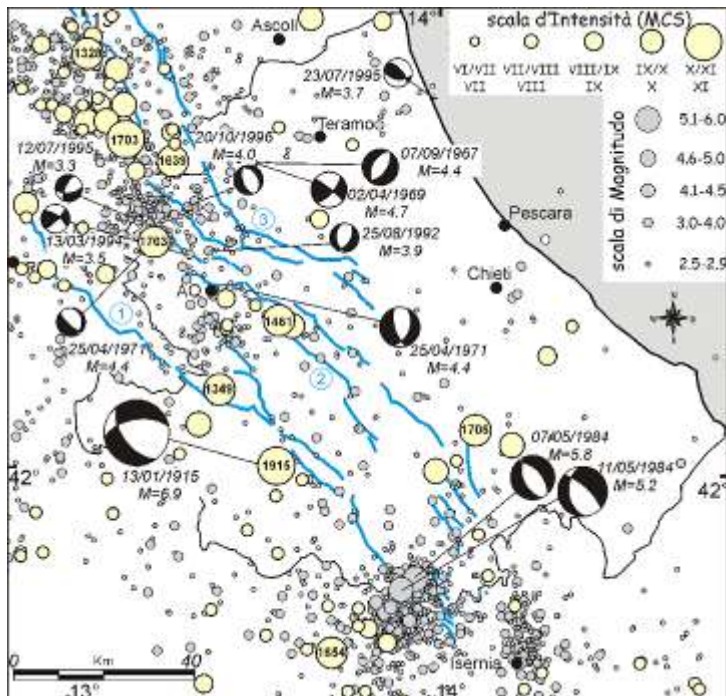 13°
14°
Ascoli
scala d'Intensità (MCS)
VI/VII VII/VIII VIII/IX IX/X X/XI
VII VIII IX X XI
scala di Magnitudo
5.1-6.0
4.6-5.0
4.1-4.5
3.0-4.0
2.5-2.9
1328
23/07/1995
M=3.7
Teramo
1703
20/10/1996
M=4.0
12/07/1995
M=3.3
1639
07/09/1967
M=4.4
02/04/1969
M=4.7
3
Pescara
25/08/1992
M=3.9
13/03/1994
M=3.5
1703
Chieti
A
1
1461
25/04/1971
M=4.4
25/04/1971
M=4.4
2
1349
1706
07/05/1984
M=5.8
11/05/1984
M=5.2
1915
13/01/1915
M=6.9
42°
42°
1654
Isernia
0 Km 40
13°
14°